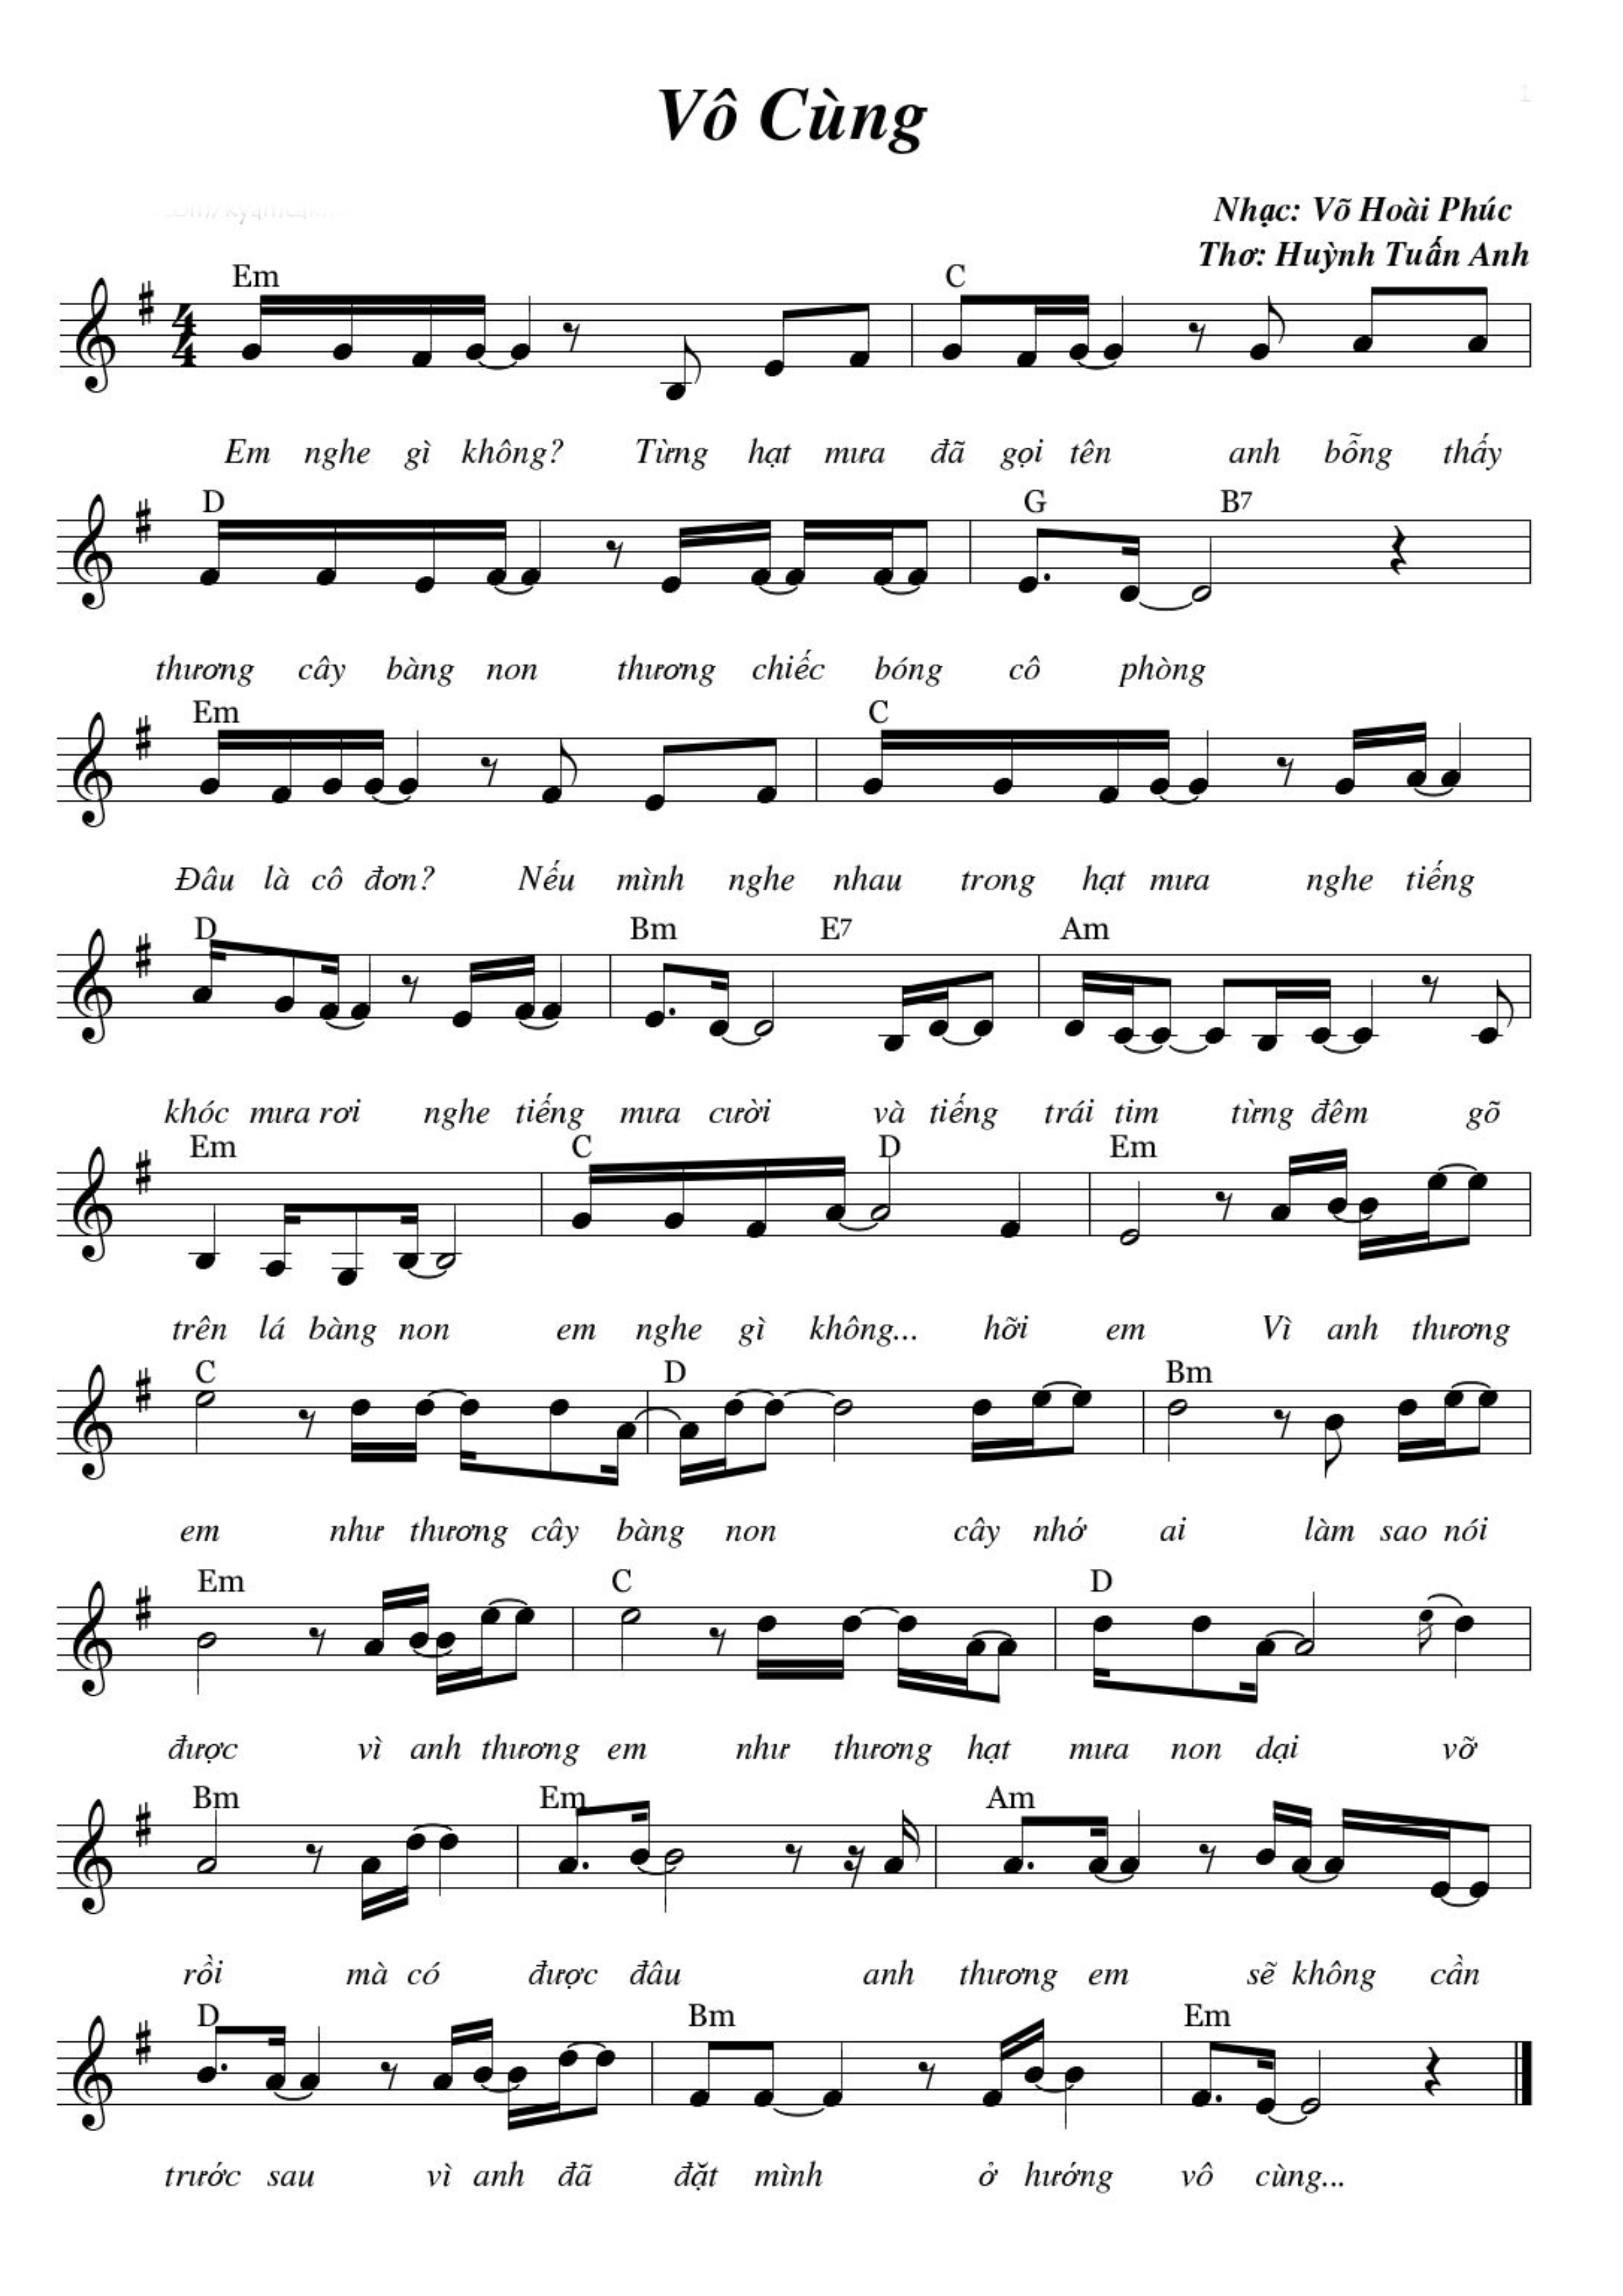 Vô Cùng
1
Nhạc: Võ Hoài Phúc
Thơ: Huỳnh Tuấn Anh
Em C
4
4
Em nghe gì không? Từng hạt mưa đã gọi tên anh bỗng thấy
D G B7
thương cây bàng non thương chiếc bóng cô phòng
Em C
Đâu là cô đơn? Nếu mình nghe nhau trong hạt mưa nghe tiếng
D Bm E7 Am
khóc mưa rơi nghe tiếng mưa cười và tiếng trái tim từng đêm gõ
Em C D Em
trên lá bàng non em nghe gì không... hỡi em Vì anh thương
C D Bm
em như thương cây bàng non cây nhớ ai làm sao nói
Em C D
được vì anh thương em như thương hạt mưa non dại vỡ
Bm Em Am
rồi mà có được đâu anh thương em sẽ không cần
D Bm Em
trước sau vì anh đã đặt mình ở hướng vô cùng...